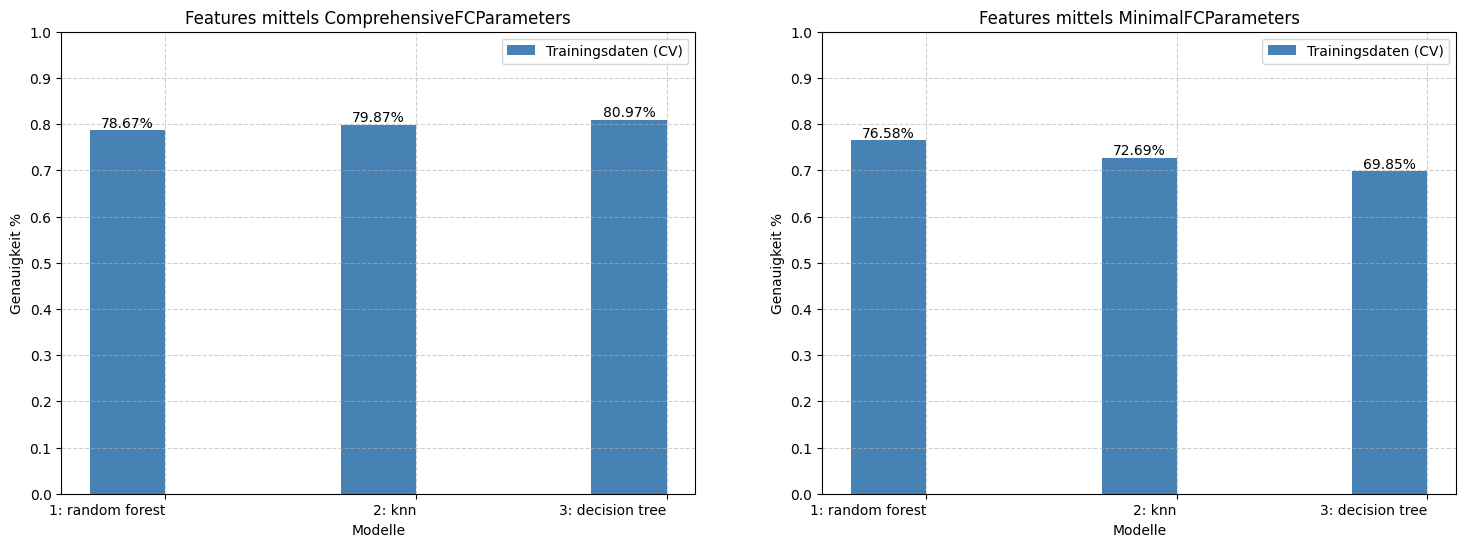 Features mittels ComprehensiveFCParameters
Trainingsdaten (CV)
1.0
0.9
0.8
0.7
0.6
0.5
0.4
0.3
0.2
0.1
0.0
Genauigkeit %
78.67%
79.87%
80.97%
1: random forest
2: knn
3: decision tree
Modelle
Features mittels MinimalFCParameters
Trainingsdaten (CV)
1.0
0.9
0.8
0.7
0.6
0.5
0.4
0.3
0.2
0.1
0.0
Genauigkeit %
76.58%
72.69%
69.85%
1: random forest
2: knn
3: decision tree
Modelle